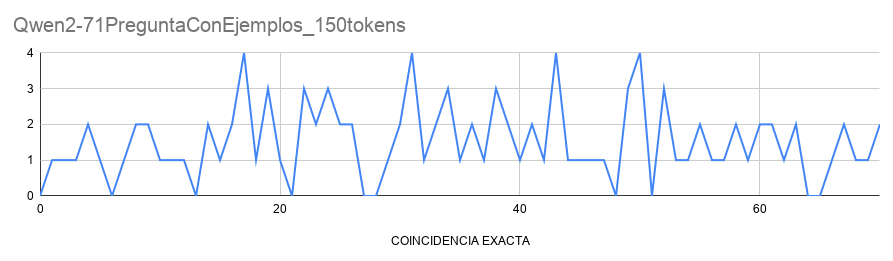 Qwen2-71PreguntaConEjemplos_150tokens
4
3
2
1
0
0 20 40 60
COINCIDENCIA EXACTA